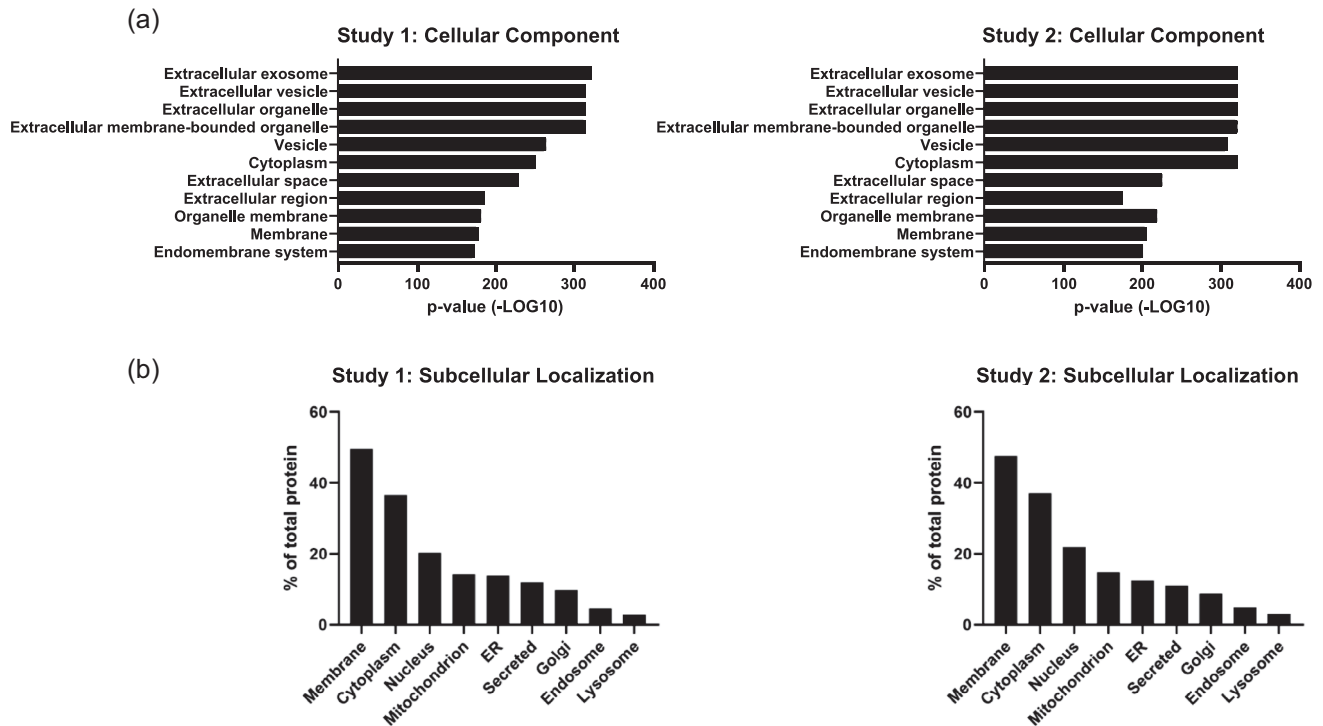 (a)
Study 1: Cellular Component
Extracellular exosome
Extracellular vesicle
Extracellular organelle
Extracellular membrane-bounded organelle
Vesicle
Cytoplasm
Extracellular space
Extracellular region
Organelle membrane
Membrane
Endomembrane system
0 100 200 300 400
p-value (-LOG10)
Study 2: Cellular Component
Extracellular exosome
Extracellular vesicle
Extracellular organelle
Extracellular membrane-bounded organelle
Vesicle
Cytoplasm
Extracellular space
Extracellular region
Organelle membrane
Membrane
Endomembrane system
0 100 200 300 400
p-value (-LOG10)
(b)
Study 1: Subcellular Localization
% of total protein
60
40
20
0
Membrane
Cytoplasm
Nucleus
Mitochondrion
ER
Secreted
Golgi
Endosome
Lysosome
Study 2: Subcellular Localization
% of total protein
60
40
20
0
Membrane
Cytoplasm
Nucleus
Mitochondrion
ER
Secreted
Golgi
Endosome
Lysosome